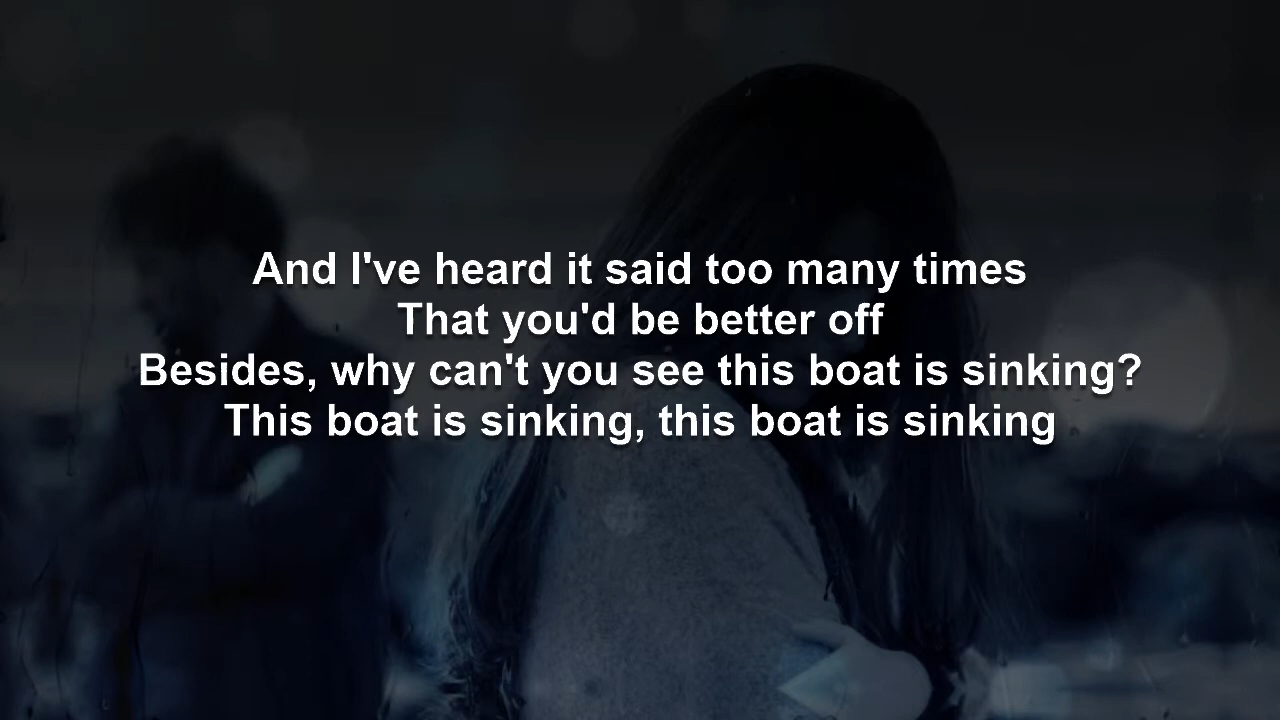 And I've heard it said too many times
That you'd be better off
Besides, why can't you see this boat is sinking?
This boat is sinking, this boat is sinking